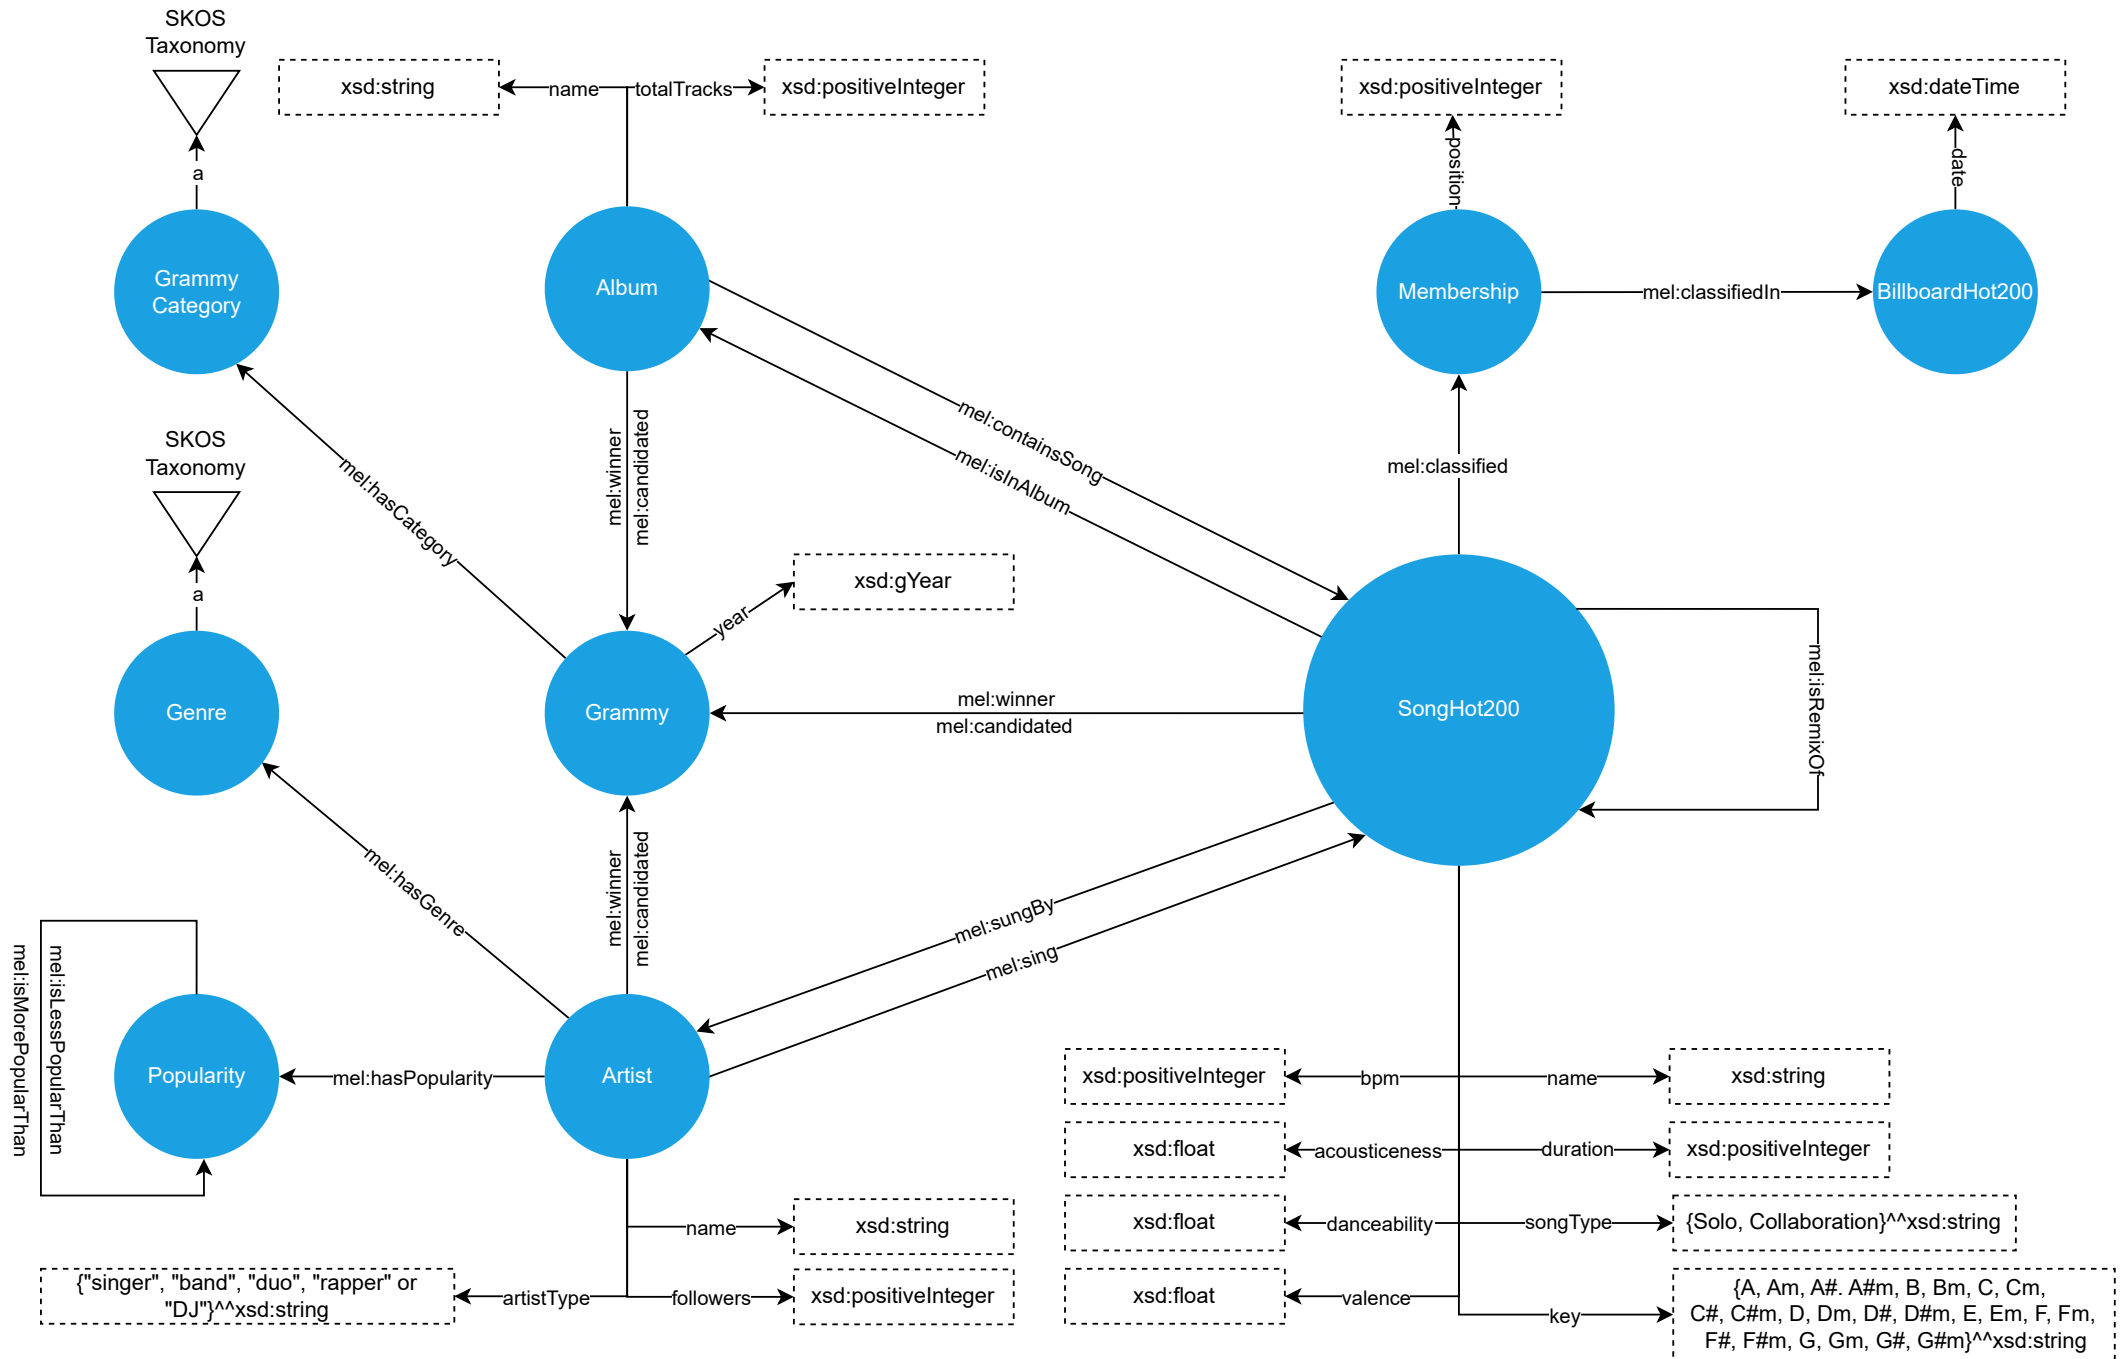 SKOS
Taxonomy
xsd:string
name
totalTracks
xsd:positiveInteger
xsd:positiveInteger
xsd:dateTime
position
date
a
Grammy
Category
Album
Membership
mel:classifiedIn
BillboardHot200
mel:containsSong
mel:isInAlbum
mel:winner
mel:candidated
mel:classified
SKOS
Taxonomy
mel:hasCategory
a
xsd:gYear
year
Genre
Grammy
mel:winner
mel:candidated
SongHot200
mel:isRemixOf
mel:hasGenre
mel:winner
mel:candidated
mel:sungBy
mel:sing
mel:isMorePopularThan
mel:isLessPopularThan
Popularity
mel:hasPopularity
Artist
xsd:positiveInteger
bpm
name
xsd:string
xsd:float
acousticeness
duration
xsd:positiveInteger
name
xsd:string
xsd:float
danceability
songType
{Solo, Collaboration}^^xsd:string
{"singer", "band", "duo", "rapper" or
"DJ"}^^xsd:string
artistType
followers
xsd:positiveInteger
xsd:float
valence
key
{A, Am, A#. A#m, B, Bm, C, Cm,
C#, C#m, D, Dm, D#, D#m, E, Em, F, Fm,
F#, F#m, G, Gm, G#, G#m}^^xsd:string